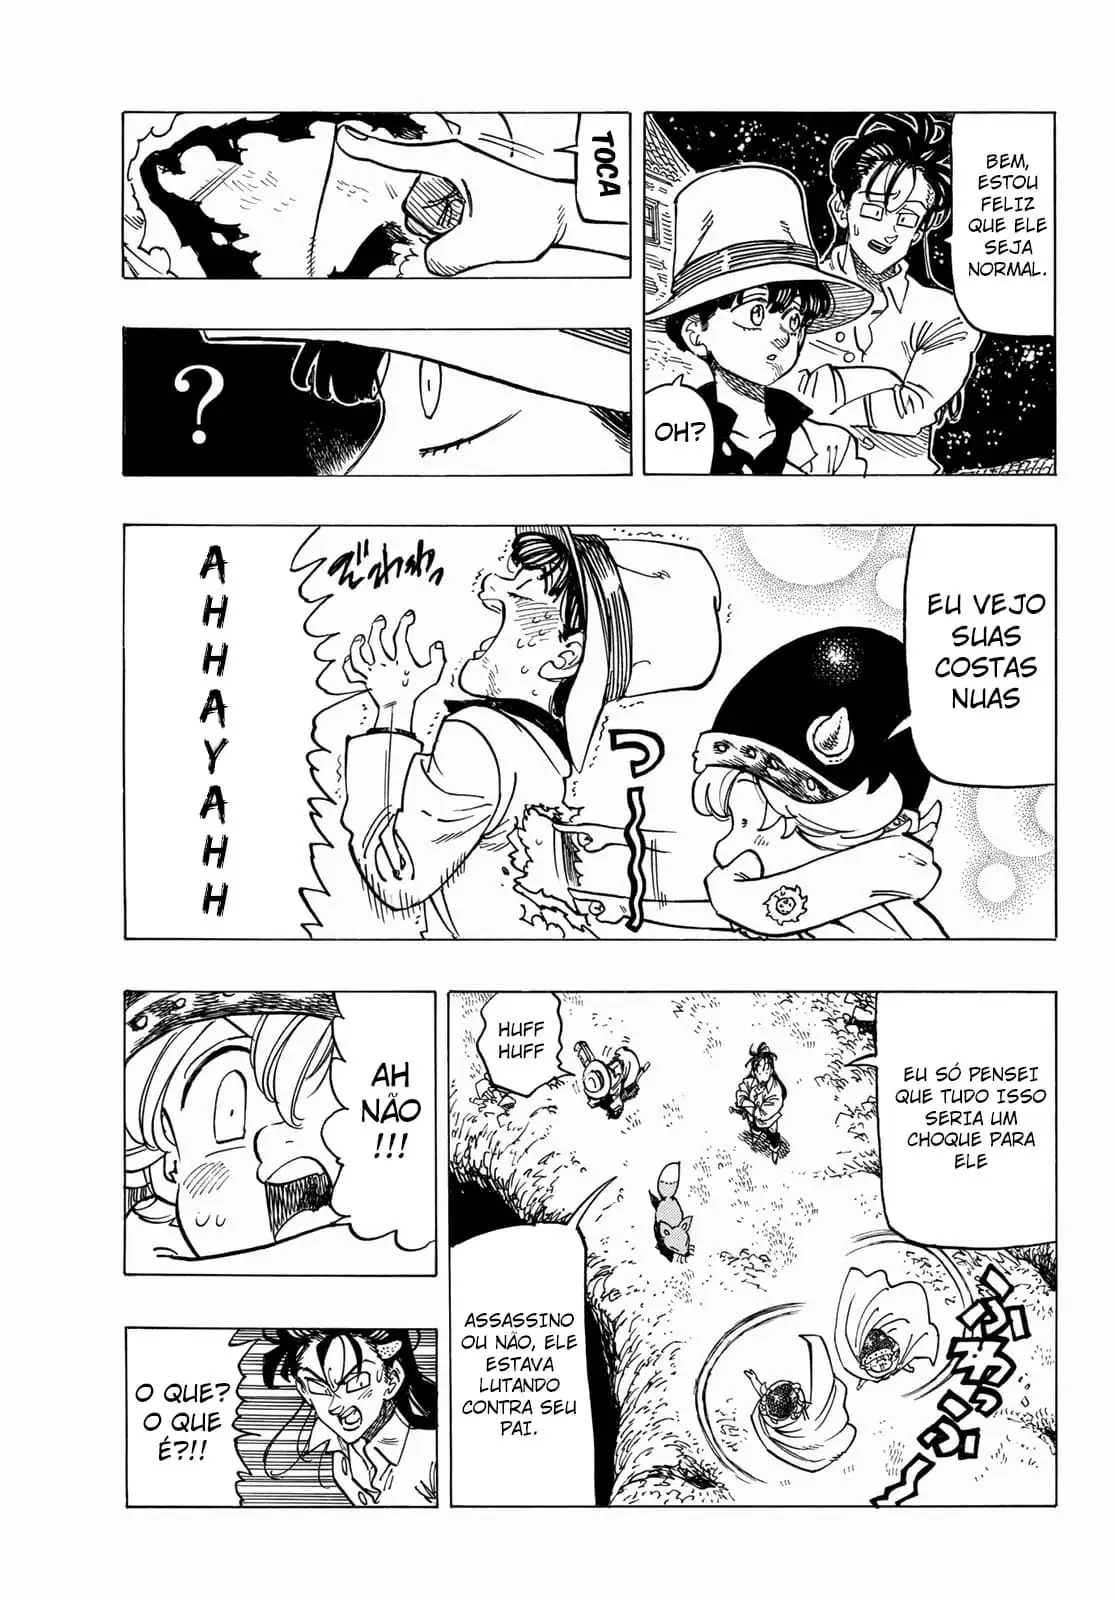 BEM,
ESTOU
FELIZ
QUE ELE
SEJA
NORMAL.
OH?
TOCA
?
EU VEJO
SUAS
COSTAS
NUAS
AHHAYAHH
EU SÓ PENSEI
QUE TUDO ISSO
SERIA UM
CHOQUE PARA
ELE
HUFF
HUFF
ASSASSINO
OU NÃO, ELE
ESTAVA
LUTANDO
CONTRA SEU
PAI.
AH
NÃO
!!!
O QUE?
O QUE
É?!!